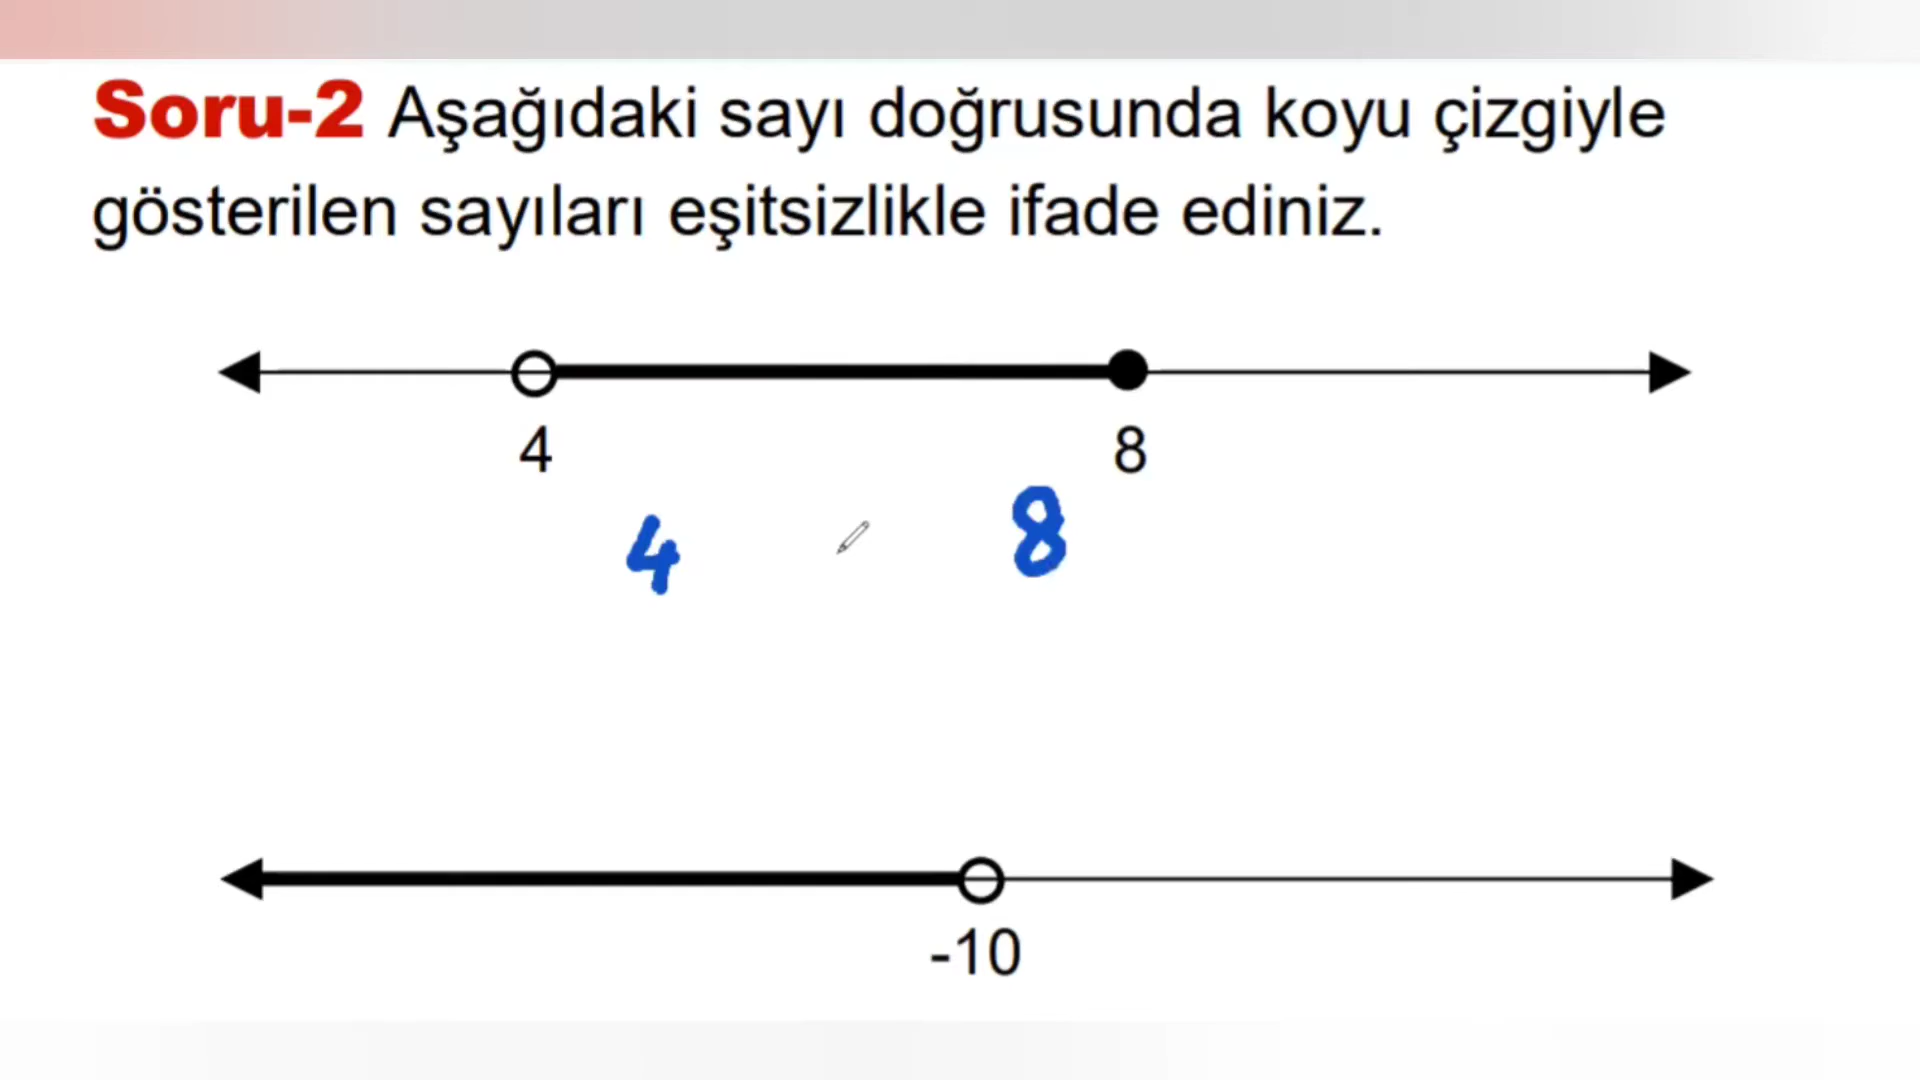 Soru-2 Aşağıdaki sayı doğrusunda koyu çizgiyle
gösterilen sayıları eşitsizlikle ifade ediniz.
4 8
4 8
-10